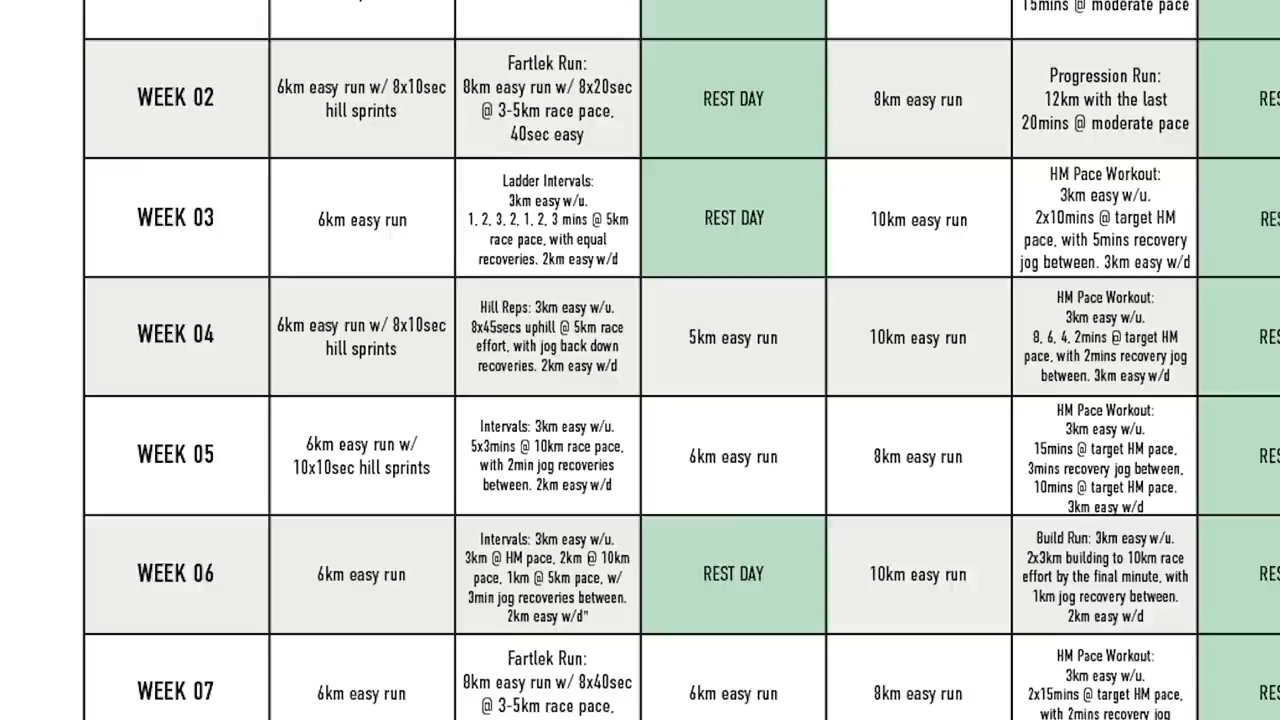 15mins @ moderate pace
WEEK 02
6km easy run w/ 8x10sec
hill sprints
Fartlek Run:
8km easy run w/ 8x20sec
@ 3-5km race pace,
40sec easy
REST DAY
8km easy run
Progression Run:
12km with the last
20mins @ moderate pace
WEEK 03
6km easy run
Ladder Intervals:
3km easy w/u.
1, 2, 3, 2, 1, 2, 3 mins @ 5km
race pace, with equal
recoveries. 2km easy w/d
REST DAY
10km easy run
HM Pace Workout:
3km easy w/u.
2x10mins @ target HM
pace, with 5mins recovery
jog between. 3km easy w/d
WEEK 04
6km easy run w/ 8x10sec
hill sprints
Hill Reps: 3km easy w/u.
8x45secs uphill @ 5km race
effort, with jog back down
recoveries. 2km easy w/d
5km easy run
10km easy run
HM Pace Workout:
3km easy w/u.
8, 6, 4, 2mins @ target HM
pace, with 2mins recovery jog
between. 3km easy w/d
WEEK 05
6km easy run w/
10x10sec hill sprints
Intervals: 3km easy w/u.
5x3mins @ 10km race pace,
with 2min jog recoveries
between. 2km easy w/d
6km easy run
8km easy run
HM Pace Workout:
3km easy w/u.
15mins @ target HM pace,
3mins recovery jog between,
10mins @ target HM pace.
3km easy w/d
WEEK 06
6km easy run
Intervals: 3km easy w/u.
3km @ HM pace, 2km @ 10km
pace, 1km @ 5km pace, w/
3min jog recoveries between.
2km easy w/d"
REST DAY
10km easy run
Build Run: 3km easy w/u.
2x3km building to 10km race
effort by the final minute, with
1km jog recovery between.
2km easy w/d
WEEK 07
6km easy run
Fartlek Run:
8km easy run w/ 8x40sec
@ 3-5km race pace,
6km easy run
8km easy run
HM Pace Workout:
3km easy w/u.
2x15mins @ target HM pace,
with 2mins recovery jog